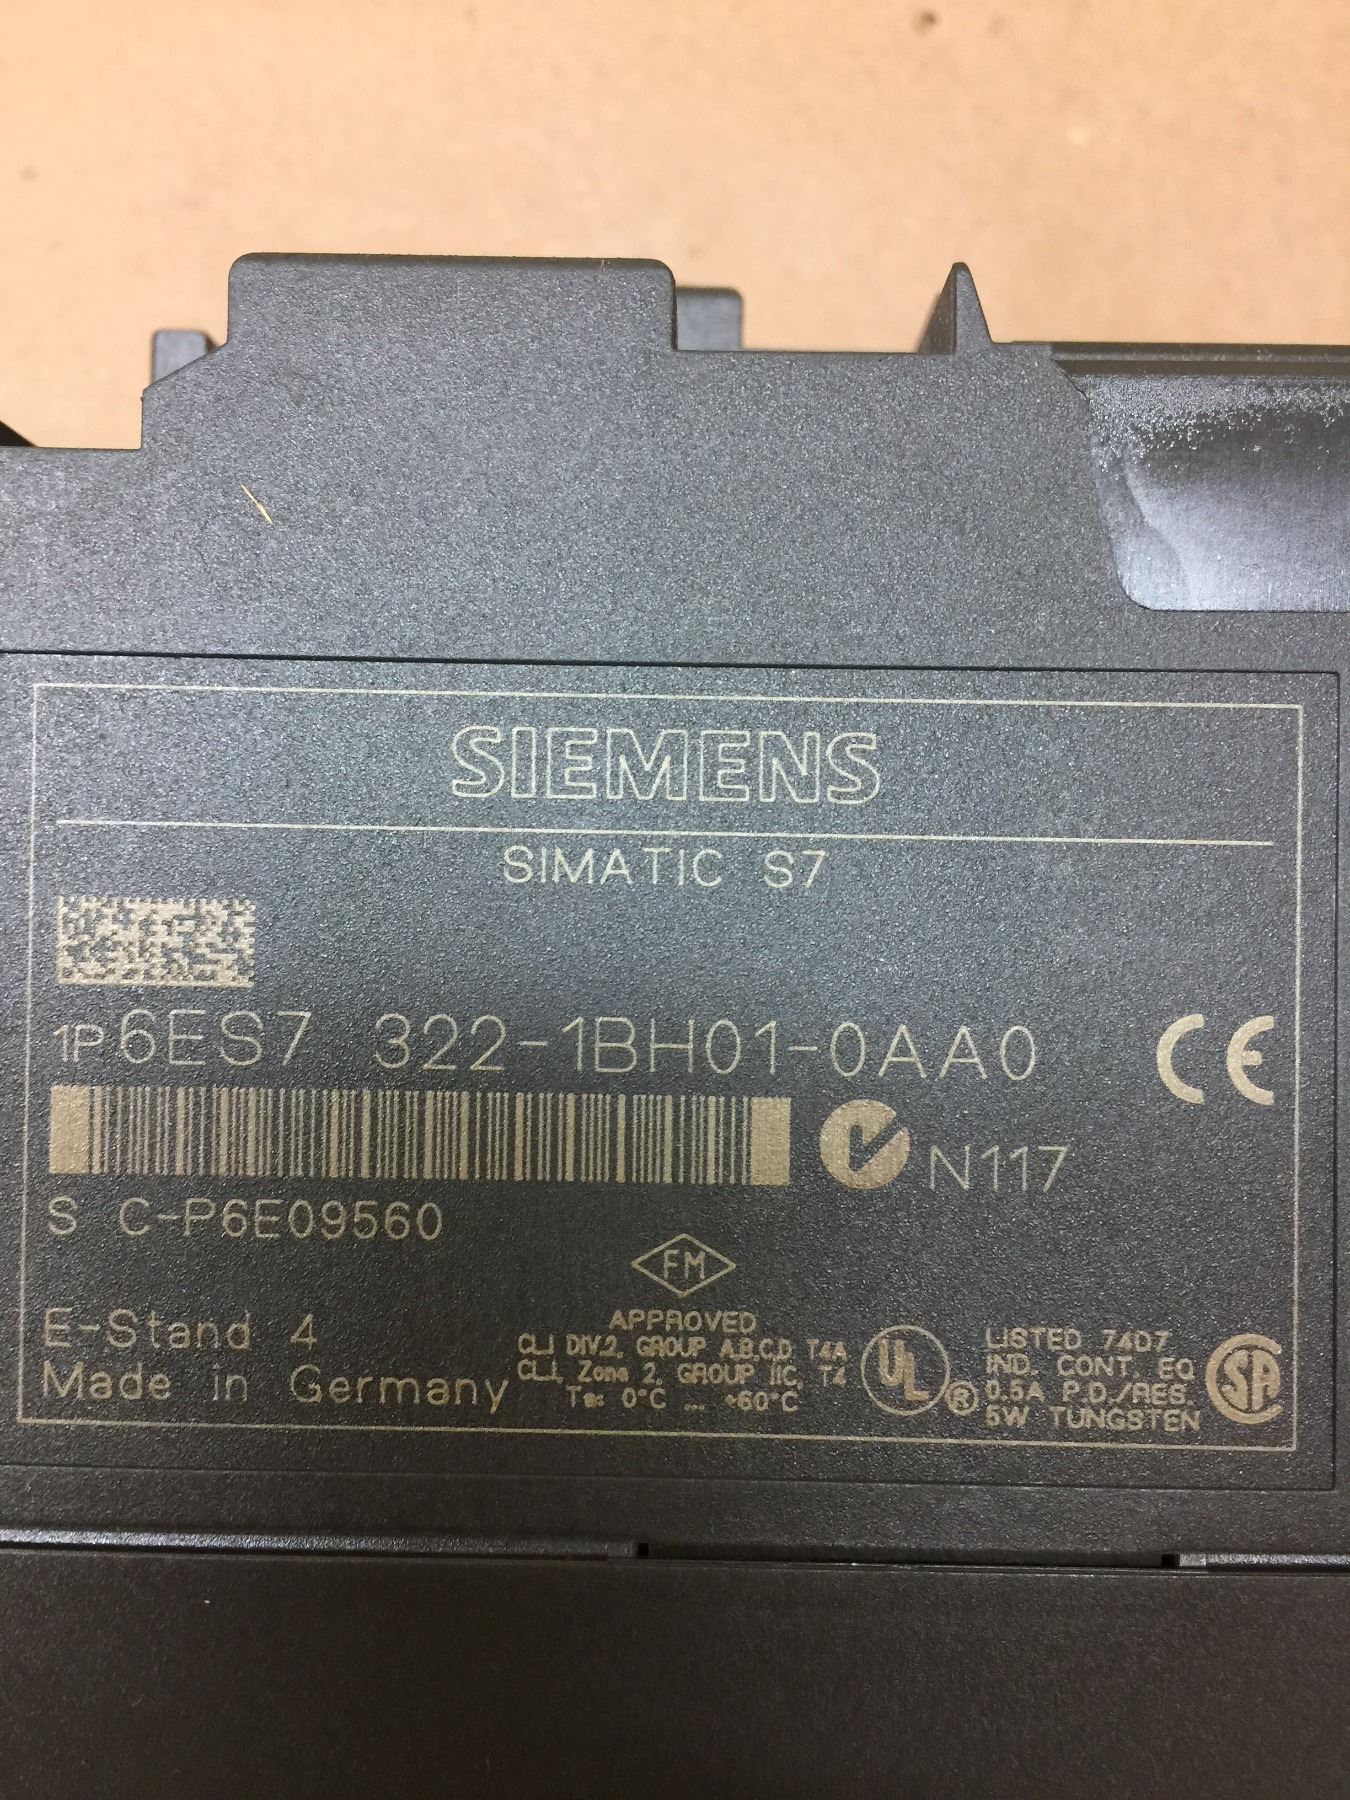 SIEMENS
SIMATIC S7
1P6ES7 322-1BH01-0AA0
CE
N117
S C-P6E09560
FM
APPROVED
CL.I DIV.2, GROUP A,B,C,D T4A
CL.I, Zone 2, GROUP IIC, T4
Ta: 0°C ... +60°C
E-Stand 4
Made in Germany
UL ®
LISTED 74D7
IND. CONT. EQ
0.5A P.D./RES.
5W TUNGSTEN
SA